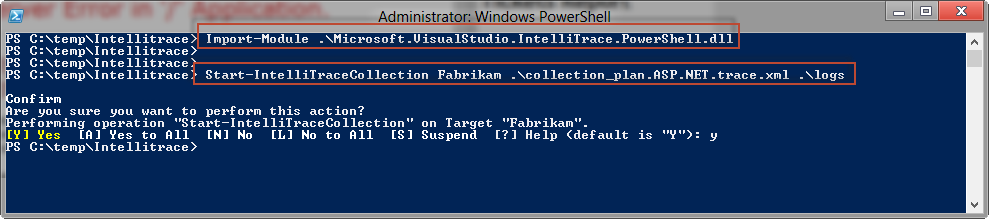 Error in '/' Application.
Administrator: Windows PowerShell
PS C:\temp\Intellitrace> Import-Module .\Microsoft.VisualStudio.IntelliTrace.PowerShell.dll
PS C:\temp\Intellitrace>
PS C:\temp\Intellitrace>
PS C:\temp\Intellitrace> Start-IntelliTraceCollection Fabrikam .\collection_plan.ASP.NET.trace.xml .\logs
Confirm
Are you sure you want to perform this action?
Performing operation "Start-IntelliTraceCollection" on Target "Fabrikam".
[Y] Yes [A] Yes to All [N] No [L] No to All [S] Suspend [?] Help (default is "Y"): y
PS C:\temp\Intellitrace>